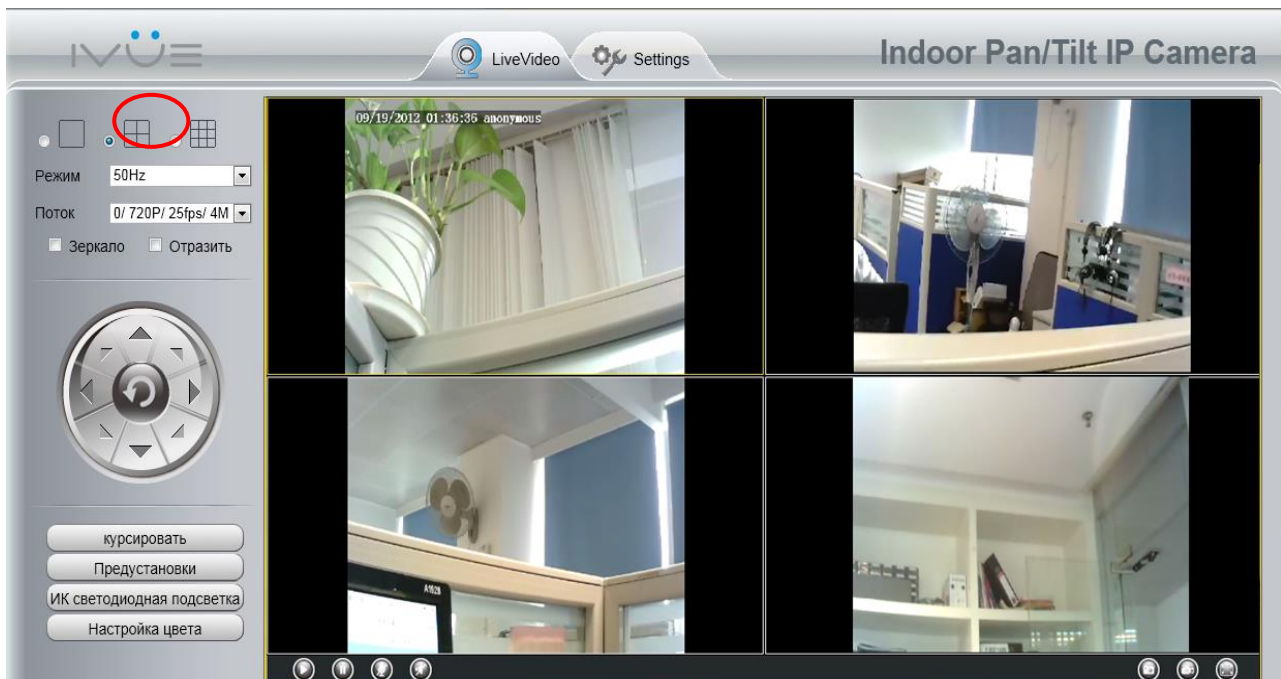 IVÜE
LiveVideo
Settings
Indoor Pan/Tilt IP Camera
Режим
50Hz
Поток
0/ 720P/ 25fps/ 4M
Зеркало
Отразить
курсировать
Предустановки
ИК светодиодная подсветка
Настройка цвета
09/19/2012 01:36:36 anonymous